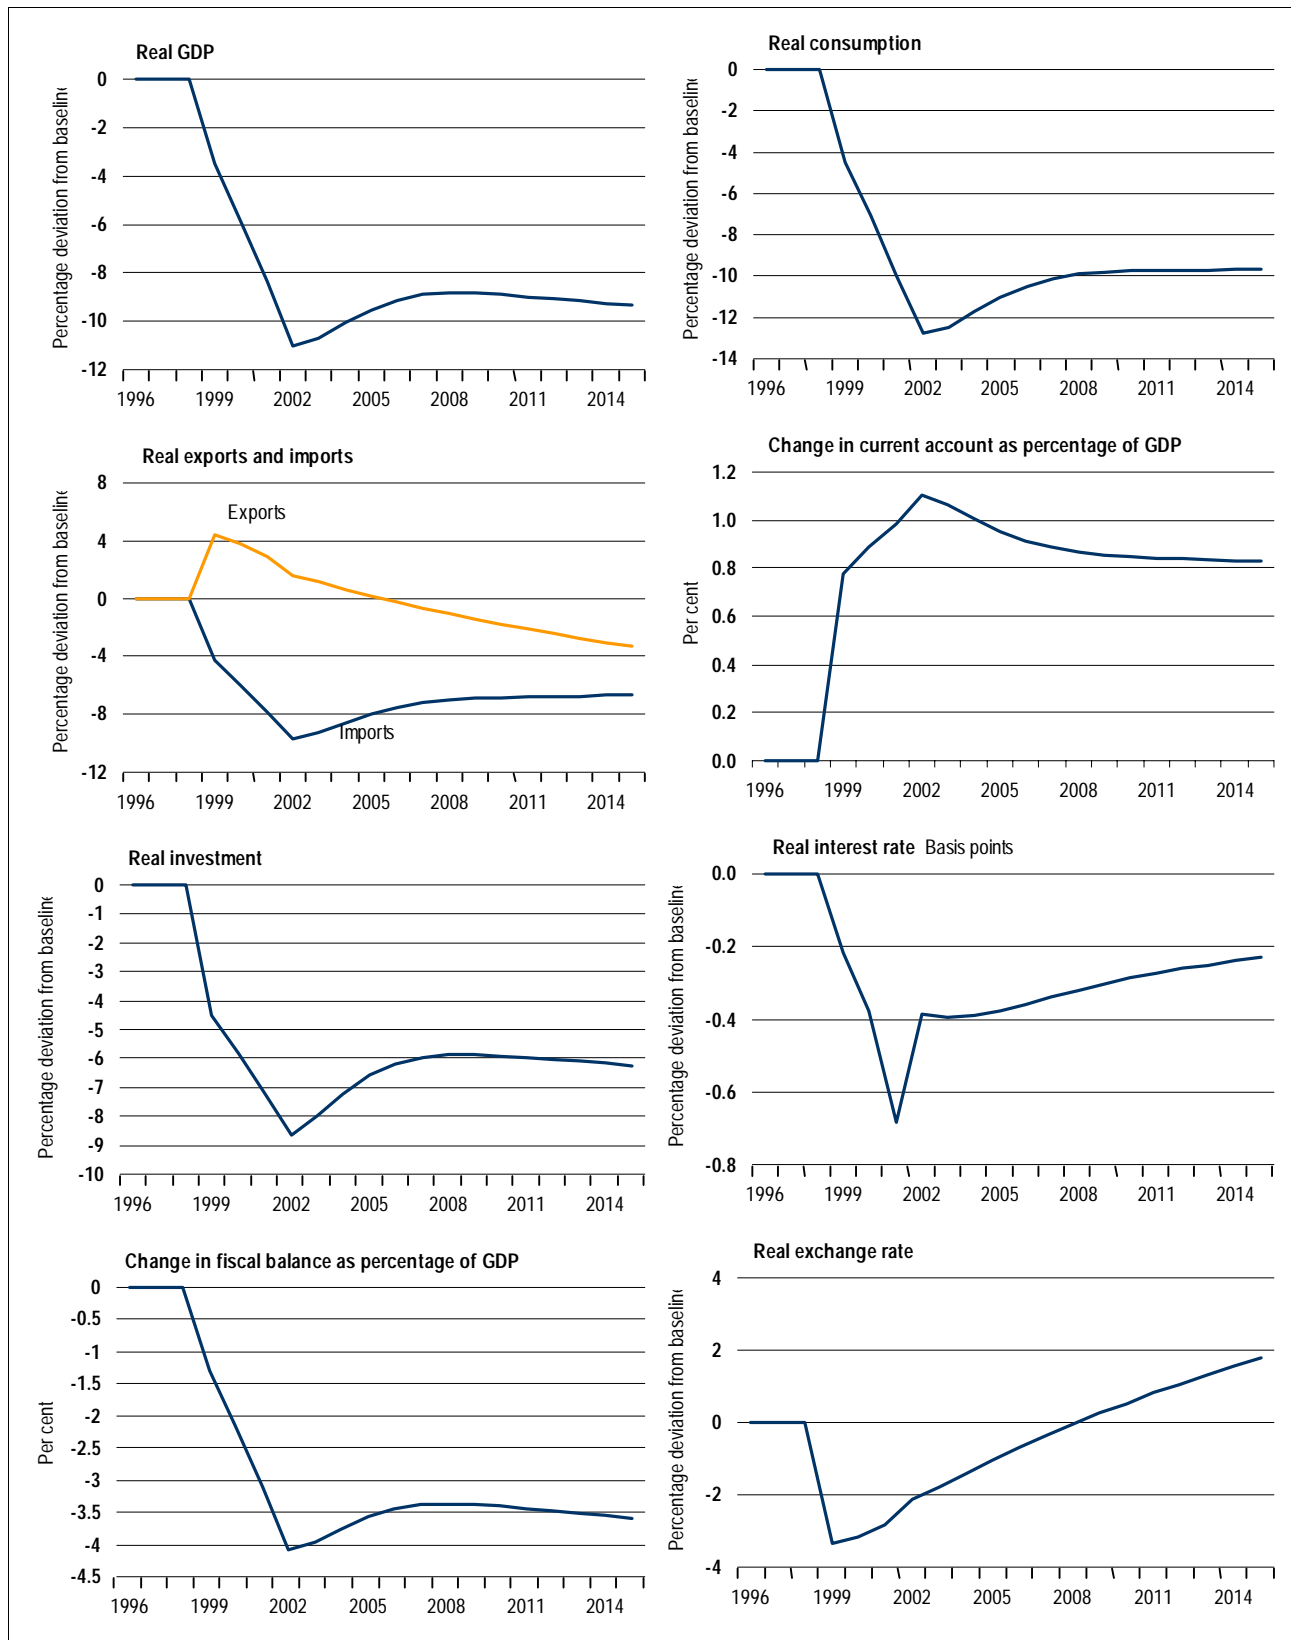 Real GDP
Percentage deviation from baseline
0
-2
-4
-6
-8
-10
-12
1996 1999 2002 2005 2008 2011 2014
Real consumption
Percentage deviation from baseline
0
-2
-4
-6
-8
-10
-12
-14
1996 1999 2002 2005 2008 2011 2014
Real exports and imports
Percentage deviation from baseline
8
4
0
-4
-8
-12
Exports
Imports
1996 1999 2002 2005 2008 2011 2014
Change in current account as percentage of GDP
Per cent
1.2
1.0
0.8
0.6
0.4
0.2
0.0
1996 1999 2002 2005 2008 2011 2014
Real investment
Percentage deviation from baseline
0
-1
-2
-3
-4
-5
-6
-7
-8
-9
-10
1996 1999 2002 2005 2008 2011 2014
Real interest rate Basis points
Percentage deviation from baseline
0.0
-0.2
-0.4
-0.6
-0.8
1996 1999 2002 2005 2008 2011 2014
Change in fiscal balance as percentage of GDP
Per cent
0
-0.5
-1
-1.5
-2
-2.5
-3
-3.5
-4
-4.5
1996 1999 2002 2005 2008 2011 2014
Real exchange rate
Percentage deviation from baseline
4
2
0
-2
-4
1996 1999 2002 2005 2008 2011 2014